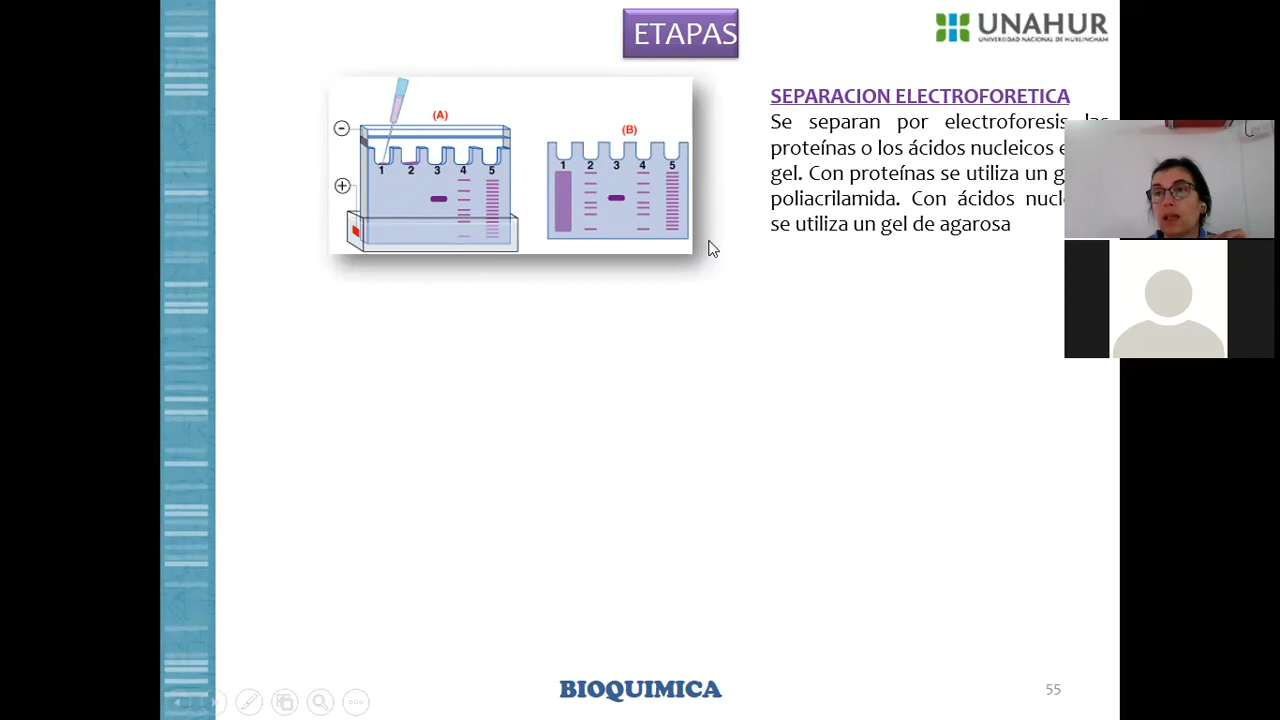 ETAPAS
UNAHUR
UNIVERSIDAD NACIONAL DE HURLINGHAM
SEPARACION ELECTROFORETICA
Se separan por electroforesis las
proteínas o los ácidos nucleicos e
gel. Con proteínas se utiliza un g
poliacrilamida. Con ácidos nucl
se utiliza un gel de agarosa
(A)
1 2 3 4 5
(B)
1 2 3 4 5
BIOQUIMICA
55